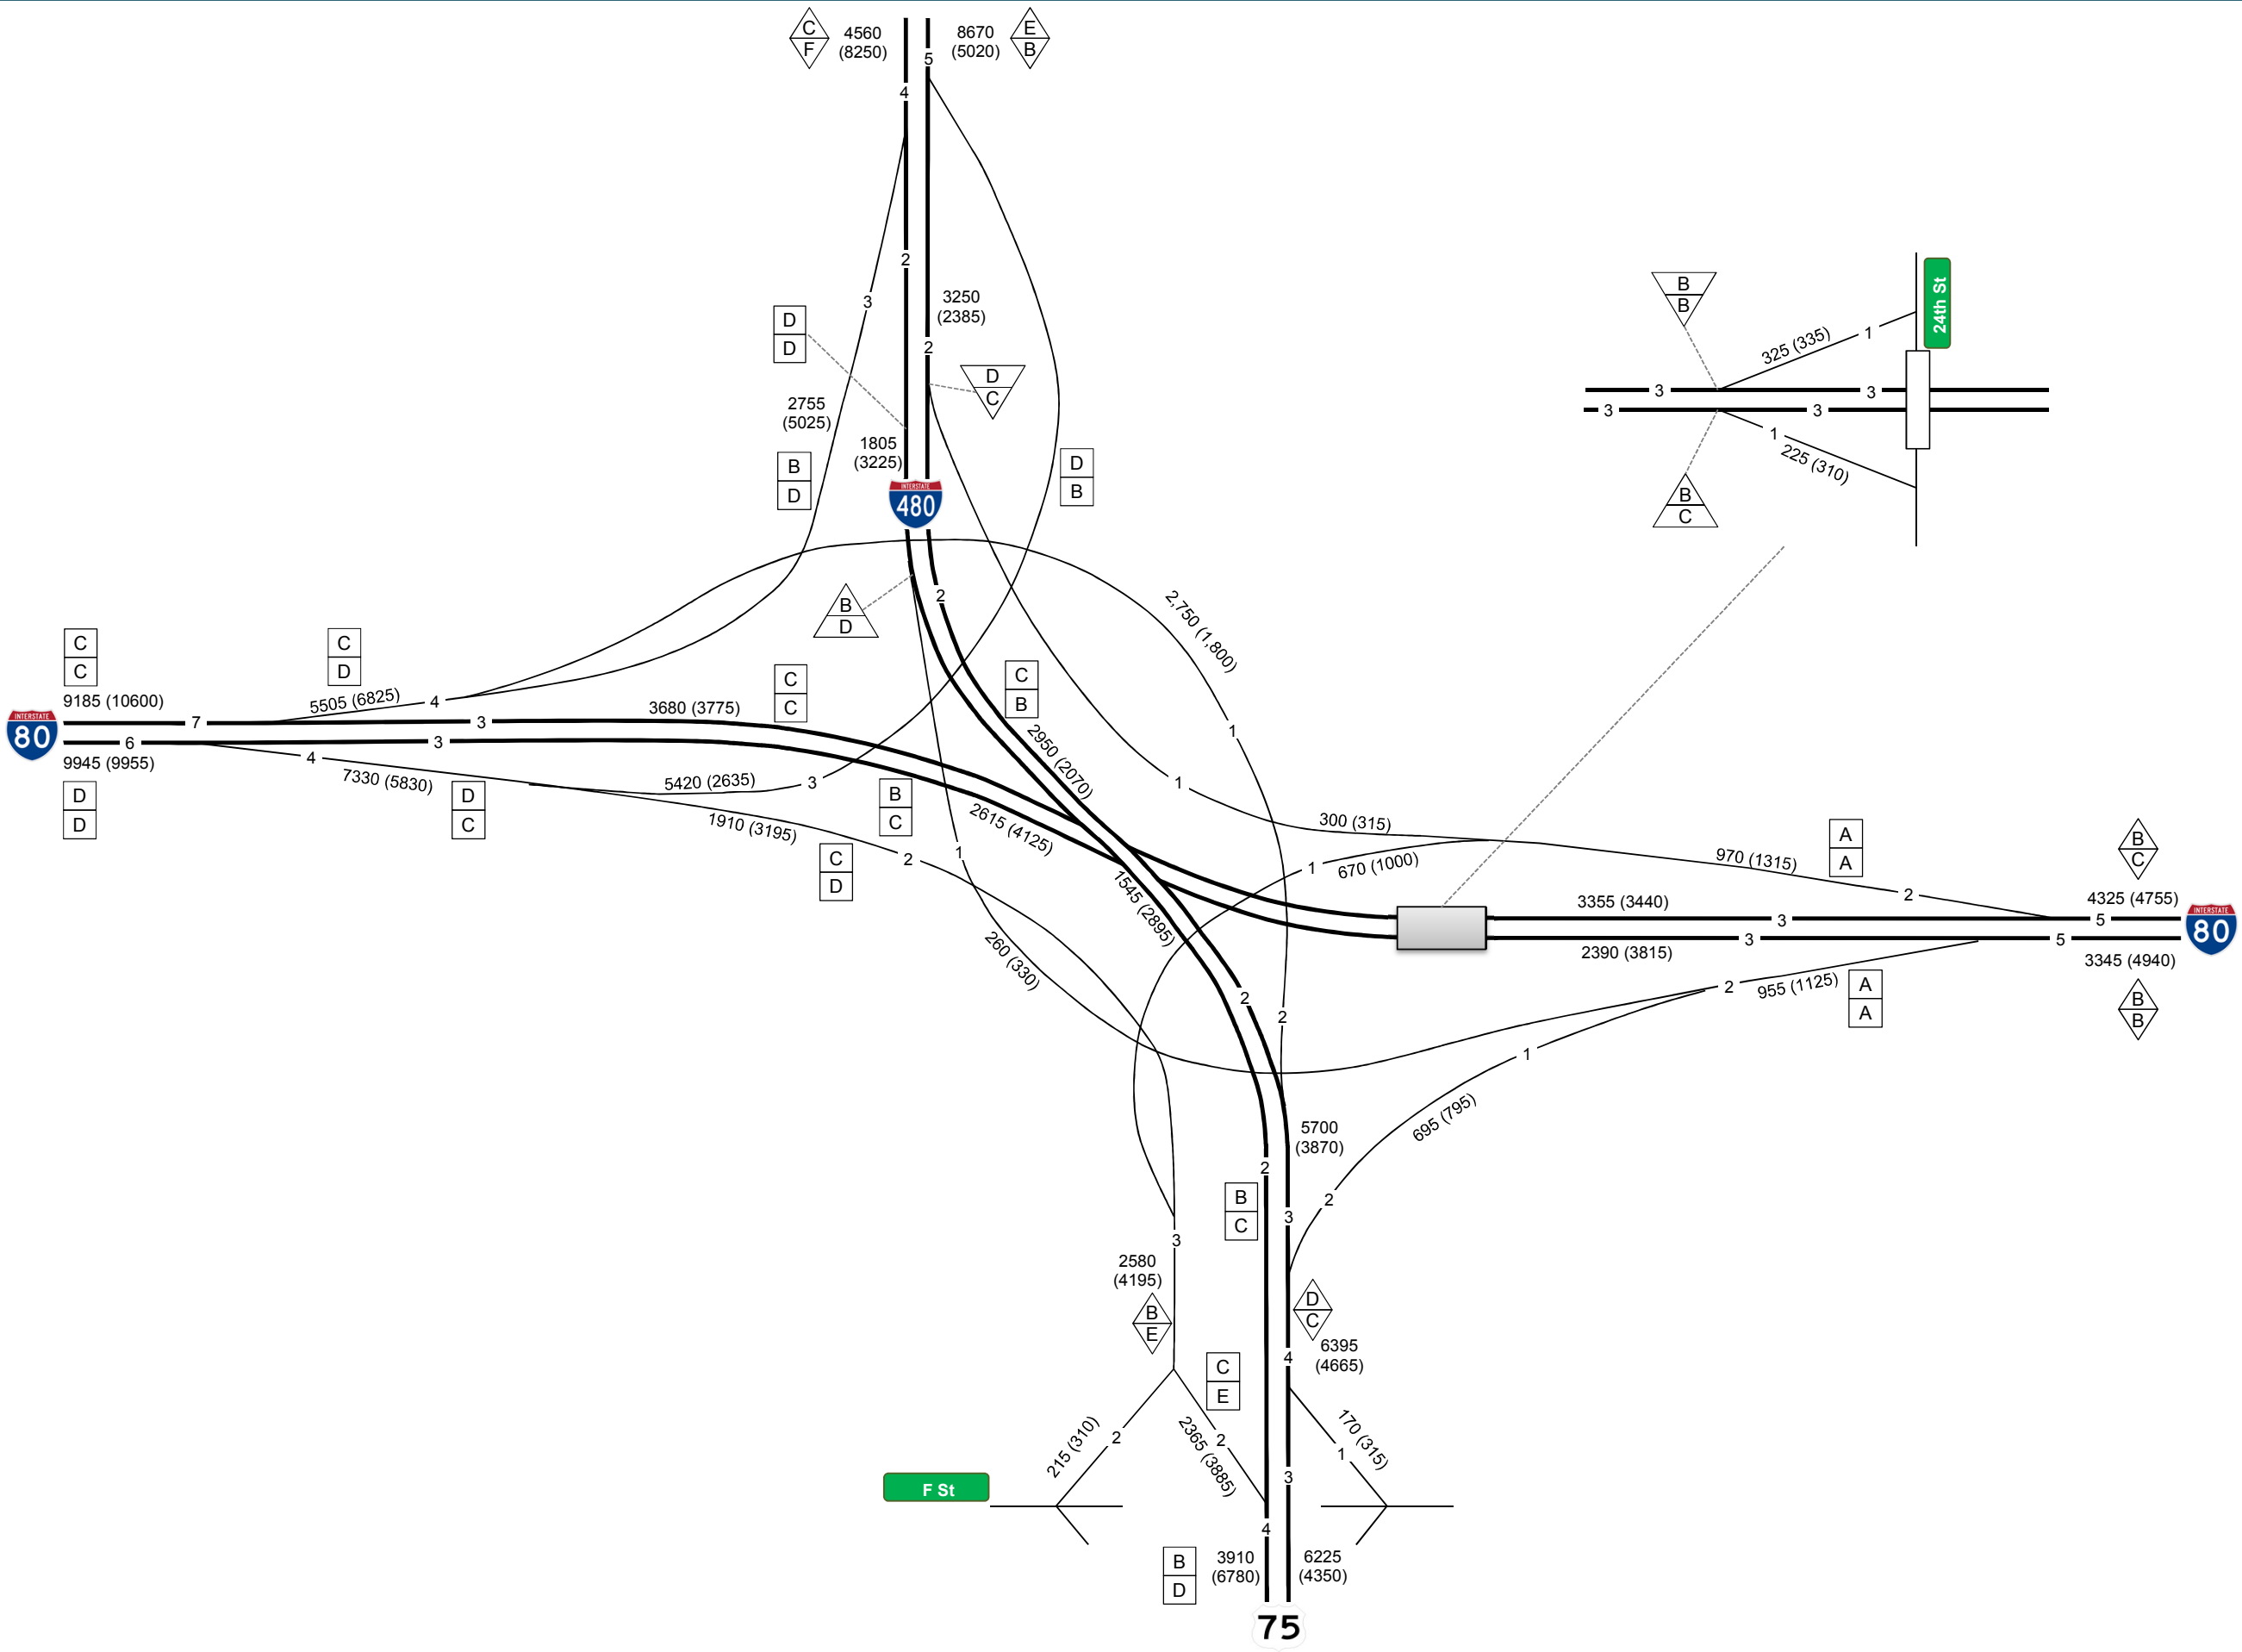 C
F
4560
(8250)
8670
(5020)
E
B
5
4
2
3
3250
(2385)
2
D
D
D
C
2755
(5025)
1805
(3225)
B
D
D
B
INTERSTATE
480
B
B
24th St
325 (335)
1
3
3
3
3
1
225 (310)
B
C
B
D
2
2,750 (1,800)
C
C
C
D
9185 (10600)
5505 (6825)
4
C
C
3680 (3775)
C
B
INTERSTATE
80
7
3
6
3
9945 (9955)
4
7330 (5830)
5420 (2635)
3
2950 (2070)
1
1
D
D
D
C
B
C
2615 (4125)
1910 (3195)
2
C
D
1
300 (315)
670 (1000)
1
970 (1315)
A
A
B
C
2
4325 (4755)
3355 (3440)
3
5
INTERSTATE
80
3
5
2390 (3815)
3345 (4940)
1545 (2895)
260 (330)
2
2
2
955 (1125)
A
A
B
B
1
695 (795)
5700
(3870)
2
B
C
2
3
3
2580
(4195)
B
E
D
C
6395
(4665)
4
C
E
215 (310)
2
2365 (3885)
2
170 (315)
1
3
F St
4
B
D
3910
(6780)
6225
(4350)
75